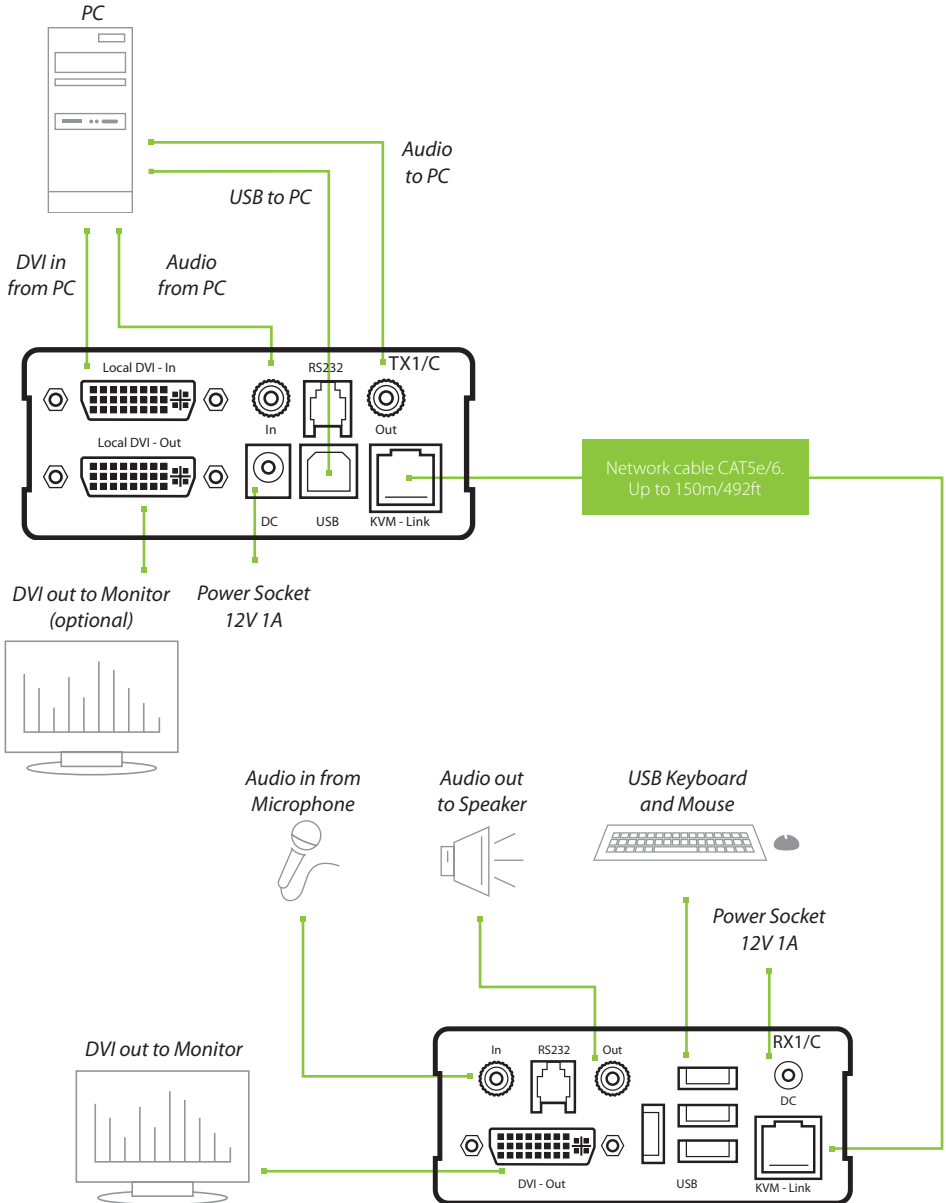 PC
Audio
to PC
USB to PC
DVI in
from PC
Audio
from PC
Local DVI - In
RS232
TX1/C
In
Out
Local DVI - Out
DC
USB
KVM - Link
Network cable CAT5e/6.
Up to 150m/492ft
DVI out to Monitor
(optional)
Power Socket
12V 1A
Audio in from
Microphone
Audio out
to Speaker
USB Keyboard
and Mouse
Power Socket
12V 1A
DVI out to Monitor
In
RS232
Out
RX1/C
DC
DVI - Out
USB
KVM - Link